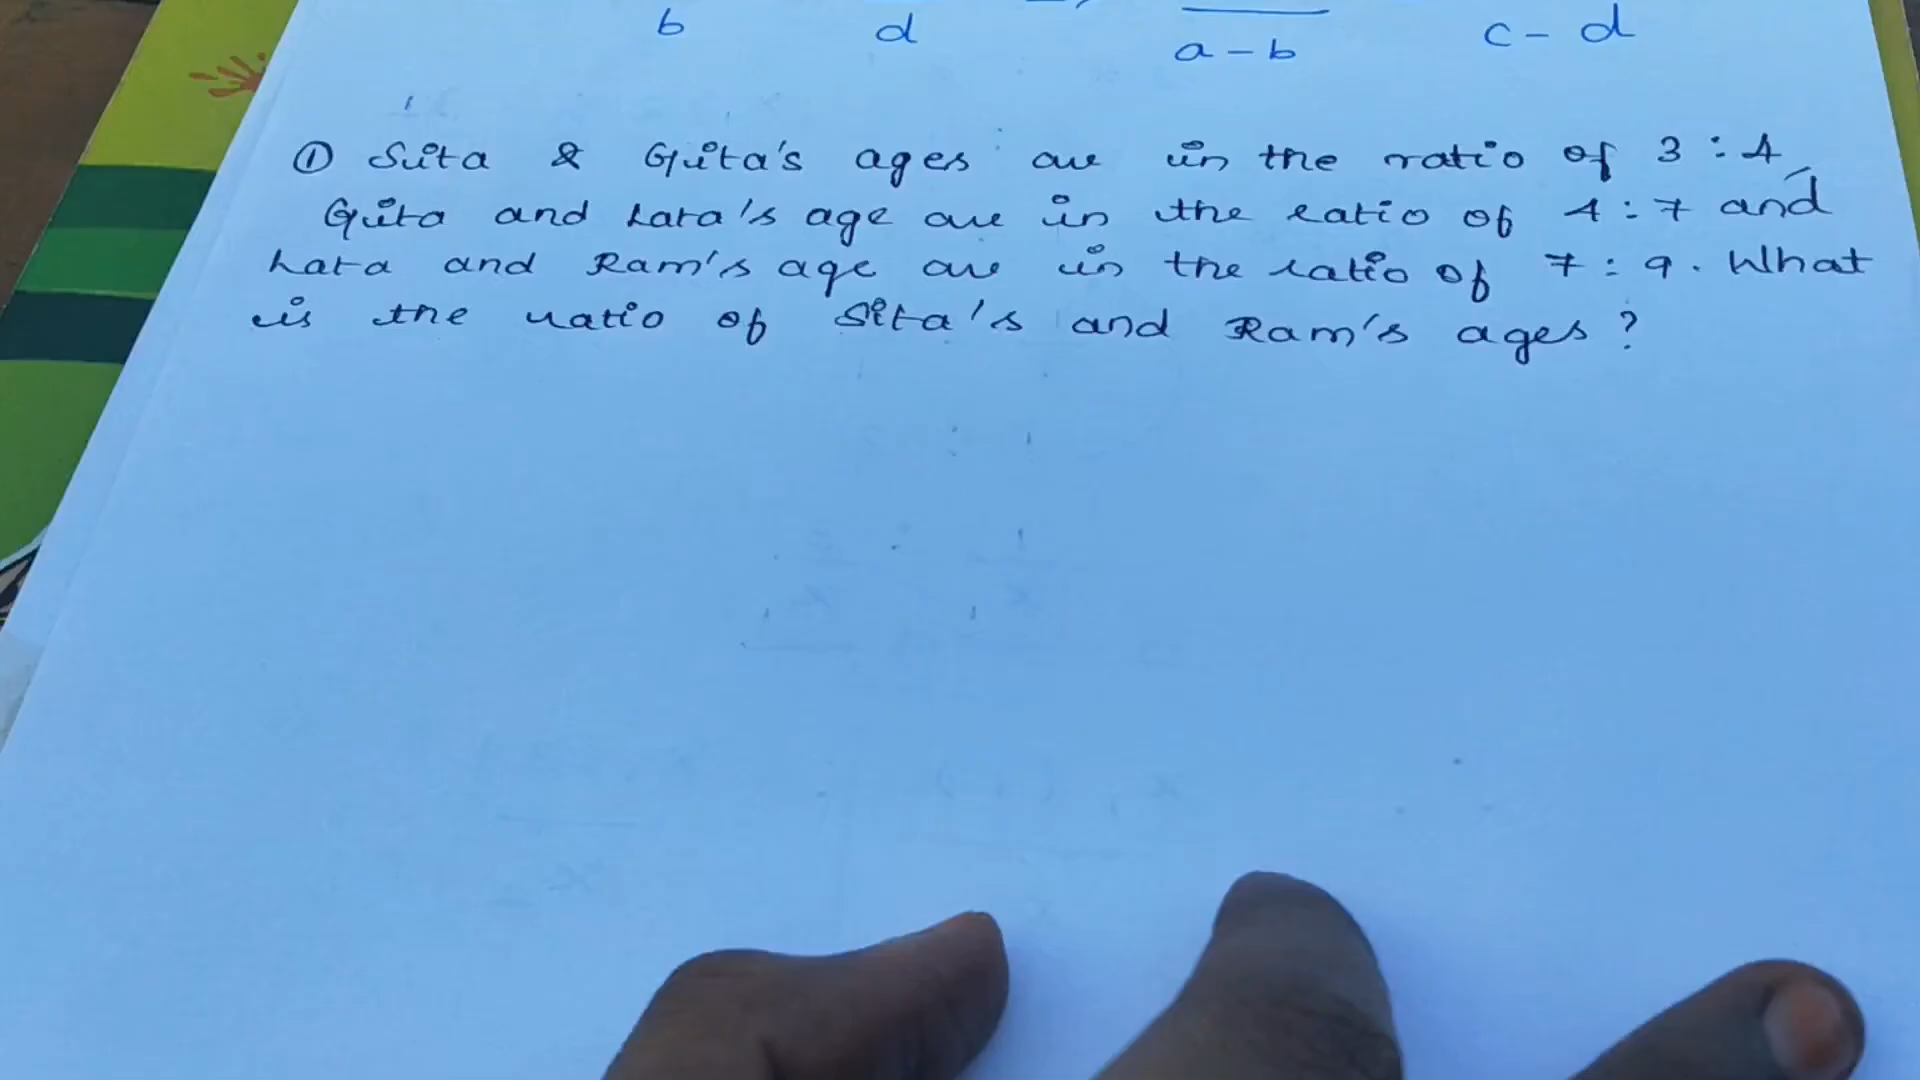 b d a - b c - d
① Sita & Gita's ages are in the ratio of 3 : 4,
Gita and Lata's age are in the ratio of 4 : 7 and
Lata and Ram's age are in the ratio of 7 : 9. What
is the ratio of Sita's and Ram's ages ?